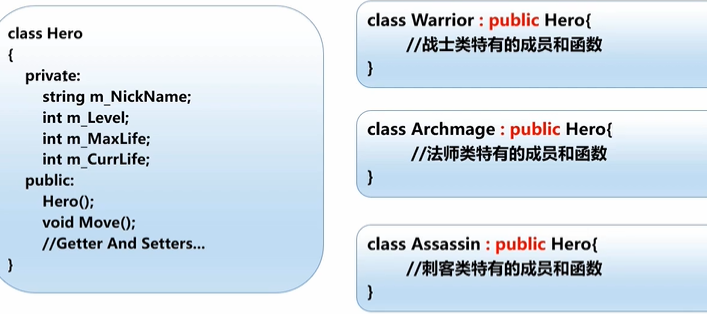 class Hero
{
private:
string m_NickName;
int m_Level;
int m_MaxLife;
int m_CurrLife;
public:
Hero();
void Move();
//Getter And Setters...
}
class Warrior : public Hero{
//战士类特有的成员和函数
}
class Archmage : public Hero{
//法师类特有的成员和函数
}
class Assassin : public Hero{
//刺客类特有的成员和函数
}